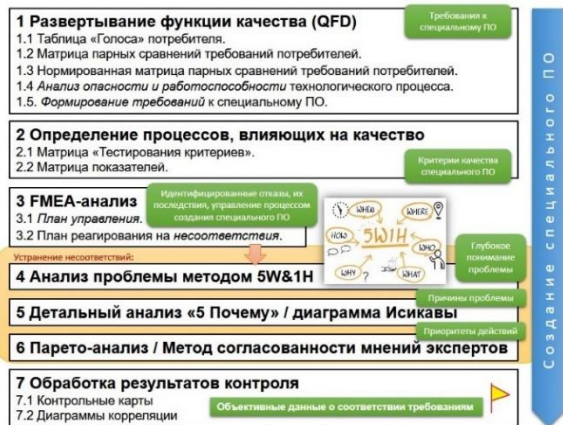 1 Развертывание функции качества (QFD)
Требования к
специальному ПО
1.1 Таблица «Голоса» потребителя.
1.2 Матрица парных сравнений требований потребителей.
1.3 Нормированная матрица парных сравнений требований потребителей.
1.4 Анализ опасности и работоспособности технологического процесса.
1.5. Формирование требований к специальному ПО.
2 Определение процессов, влияющих на качество
2.1 Матрица «Тестирования критериев».
2.2 Матрица показателей.
Критерии качества
специального ПО
3 FMEA-анализ
3.1 План управления.
3.2 План реагирования на несоответствия.
Идентифицированные отказы, их
последствия, управление процессом
создания специального ПО
WHEN
WHERE
HOW
5W1H
WHO
WHY
?
WHAT
Глубокое
понимание
проблемы
Устранение несоответствий:
4 Анализ проблемы методом 5W&1H
Причины проблемы
5 Детальный анализ «5 Почему» / диаграмма Исикавы
Приоритеты действий
6 Парето-анализ / Метод согласованности мнений экспертов
7 Обработка результатов контроля
7.1 Контрольные карты
7.2 Диаграммы корреляции
Объективные данные о соответствии требованиям
Создание специального ПО